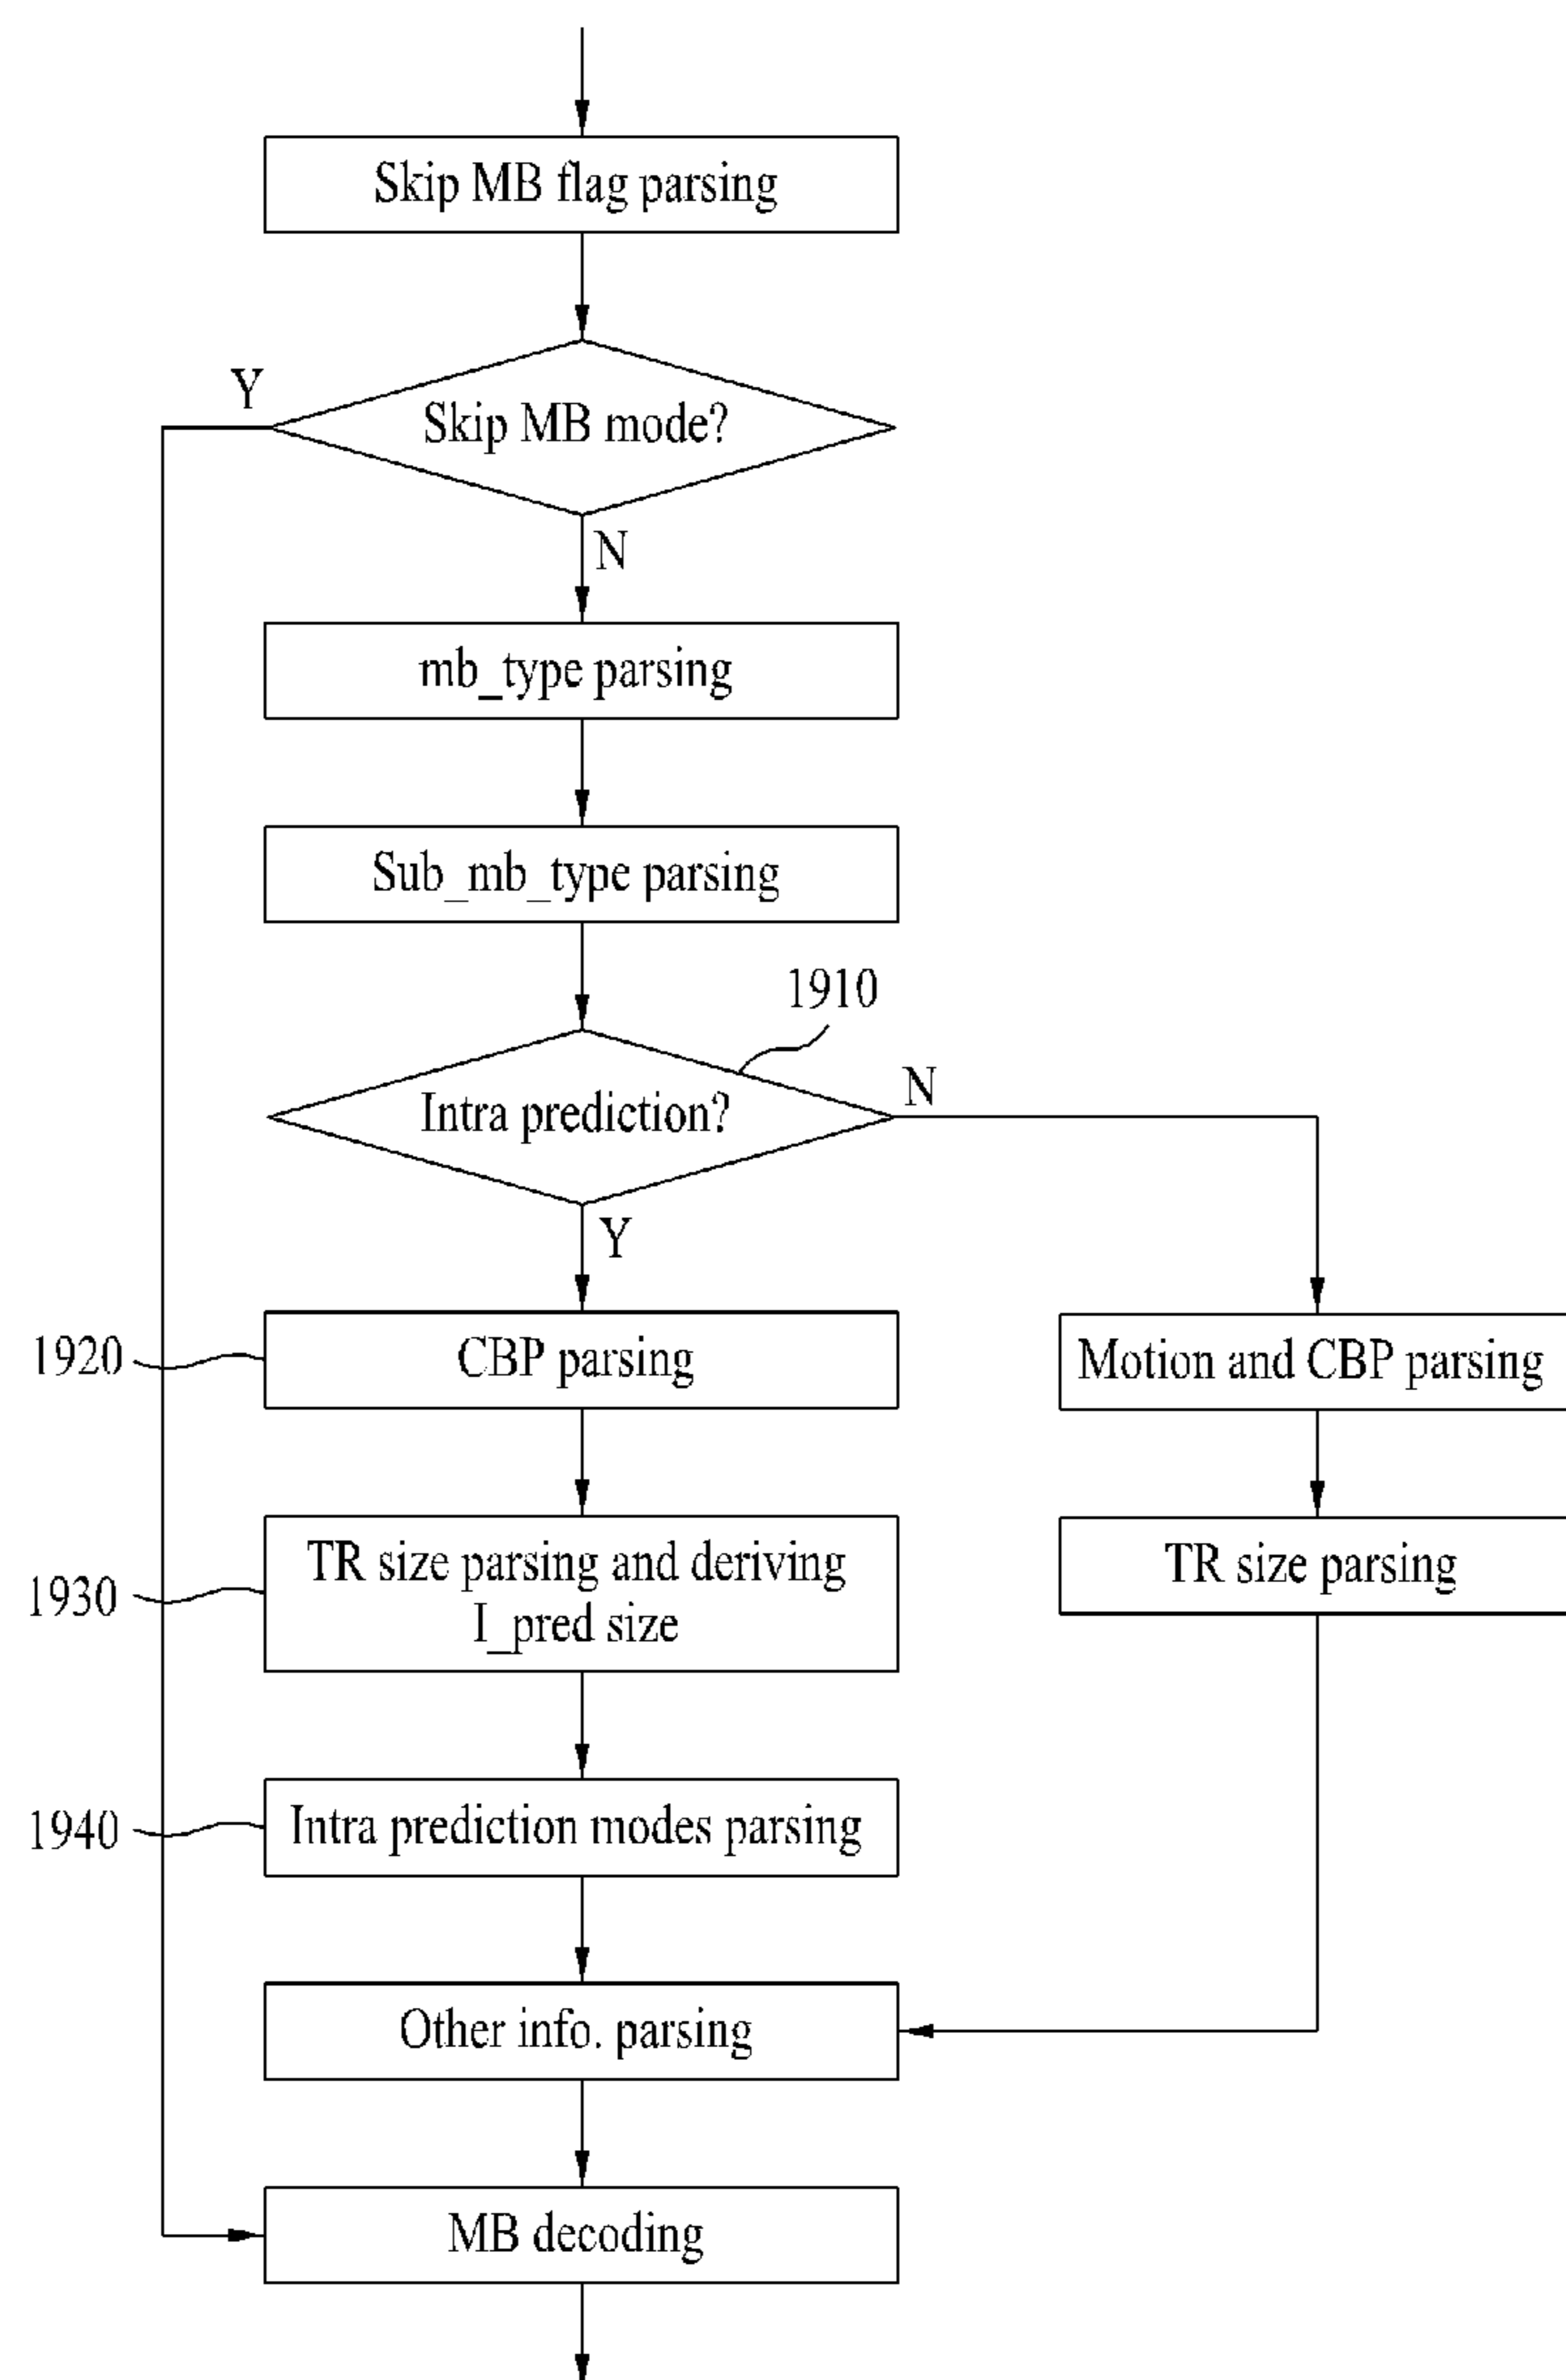 Skip MB flag parsing
Y
Skip MB mode?
N
mb_type parsing
Sub_mb_type parsing
1910
Intra prediction?
N
Y
1920
CBP parsing
Motion and CBP parsing
1930
TR size parsing and deriving
I_pred size
TR size parsing
1940
Intra prediction modes parsing
Other info. parsing
MB decoding